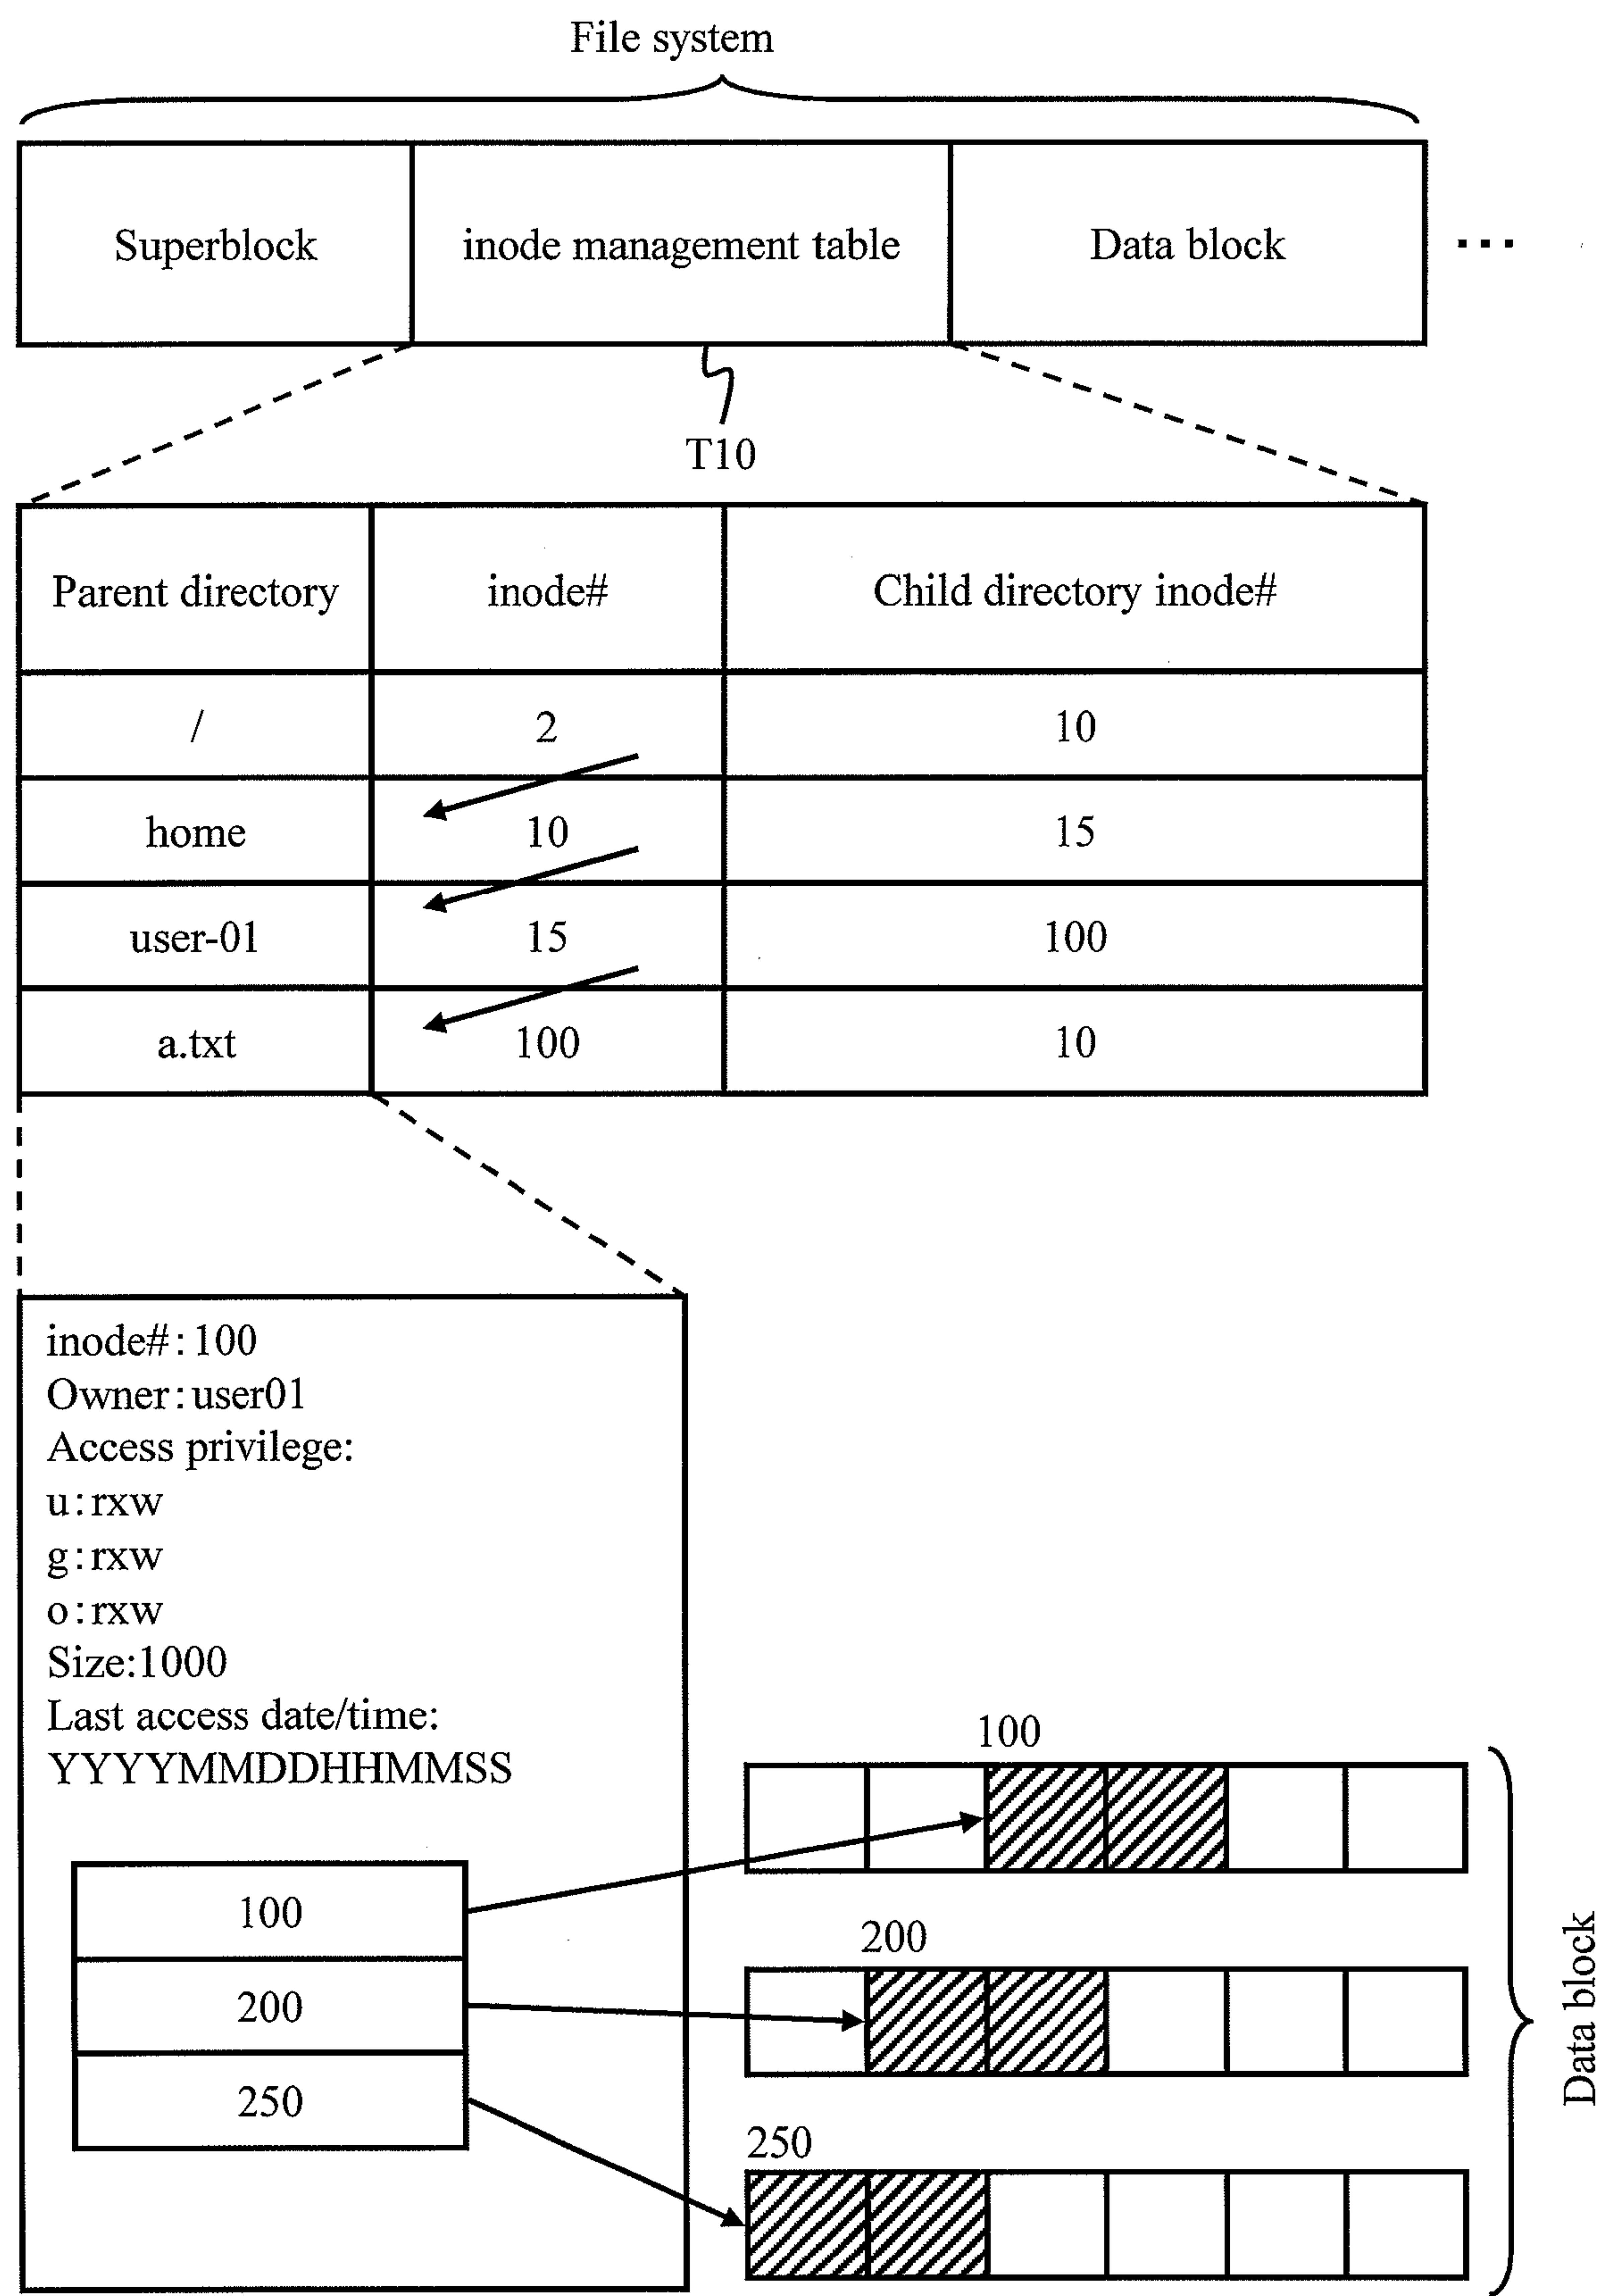 File system
Superblock inode management table Data block ...
T10
Parent directory inode# Child directory inode#
/ 2 10
home 10 15
user-01 15 100
a.txt 100 10
inode#:100
Owner:user01
Access privilege:
u:rxw
g:rxw
o:rxw
Size:1000
Last access date/time:
YYYYMMDDHHMMSS
100
200
250
100
200
250
Data block